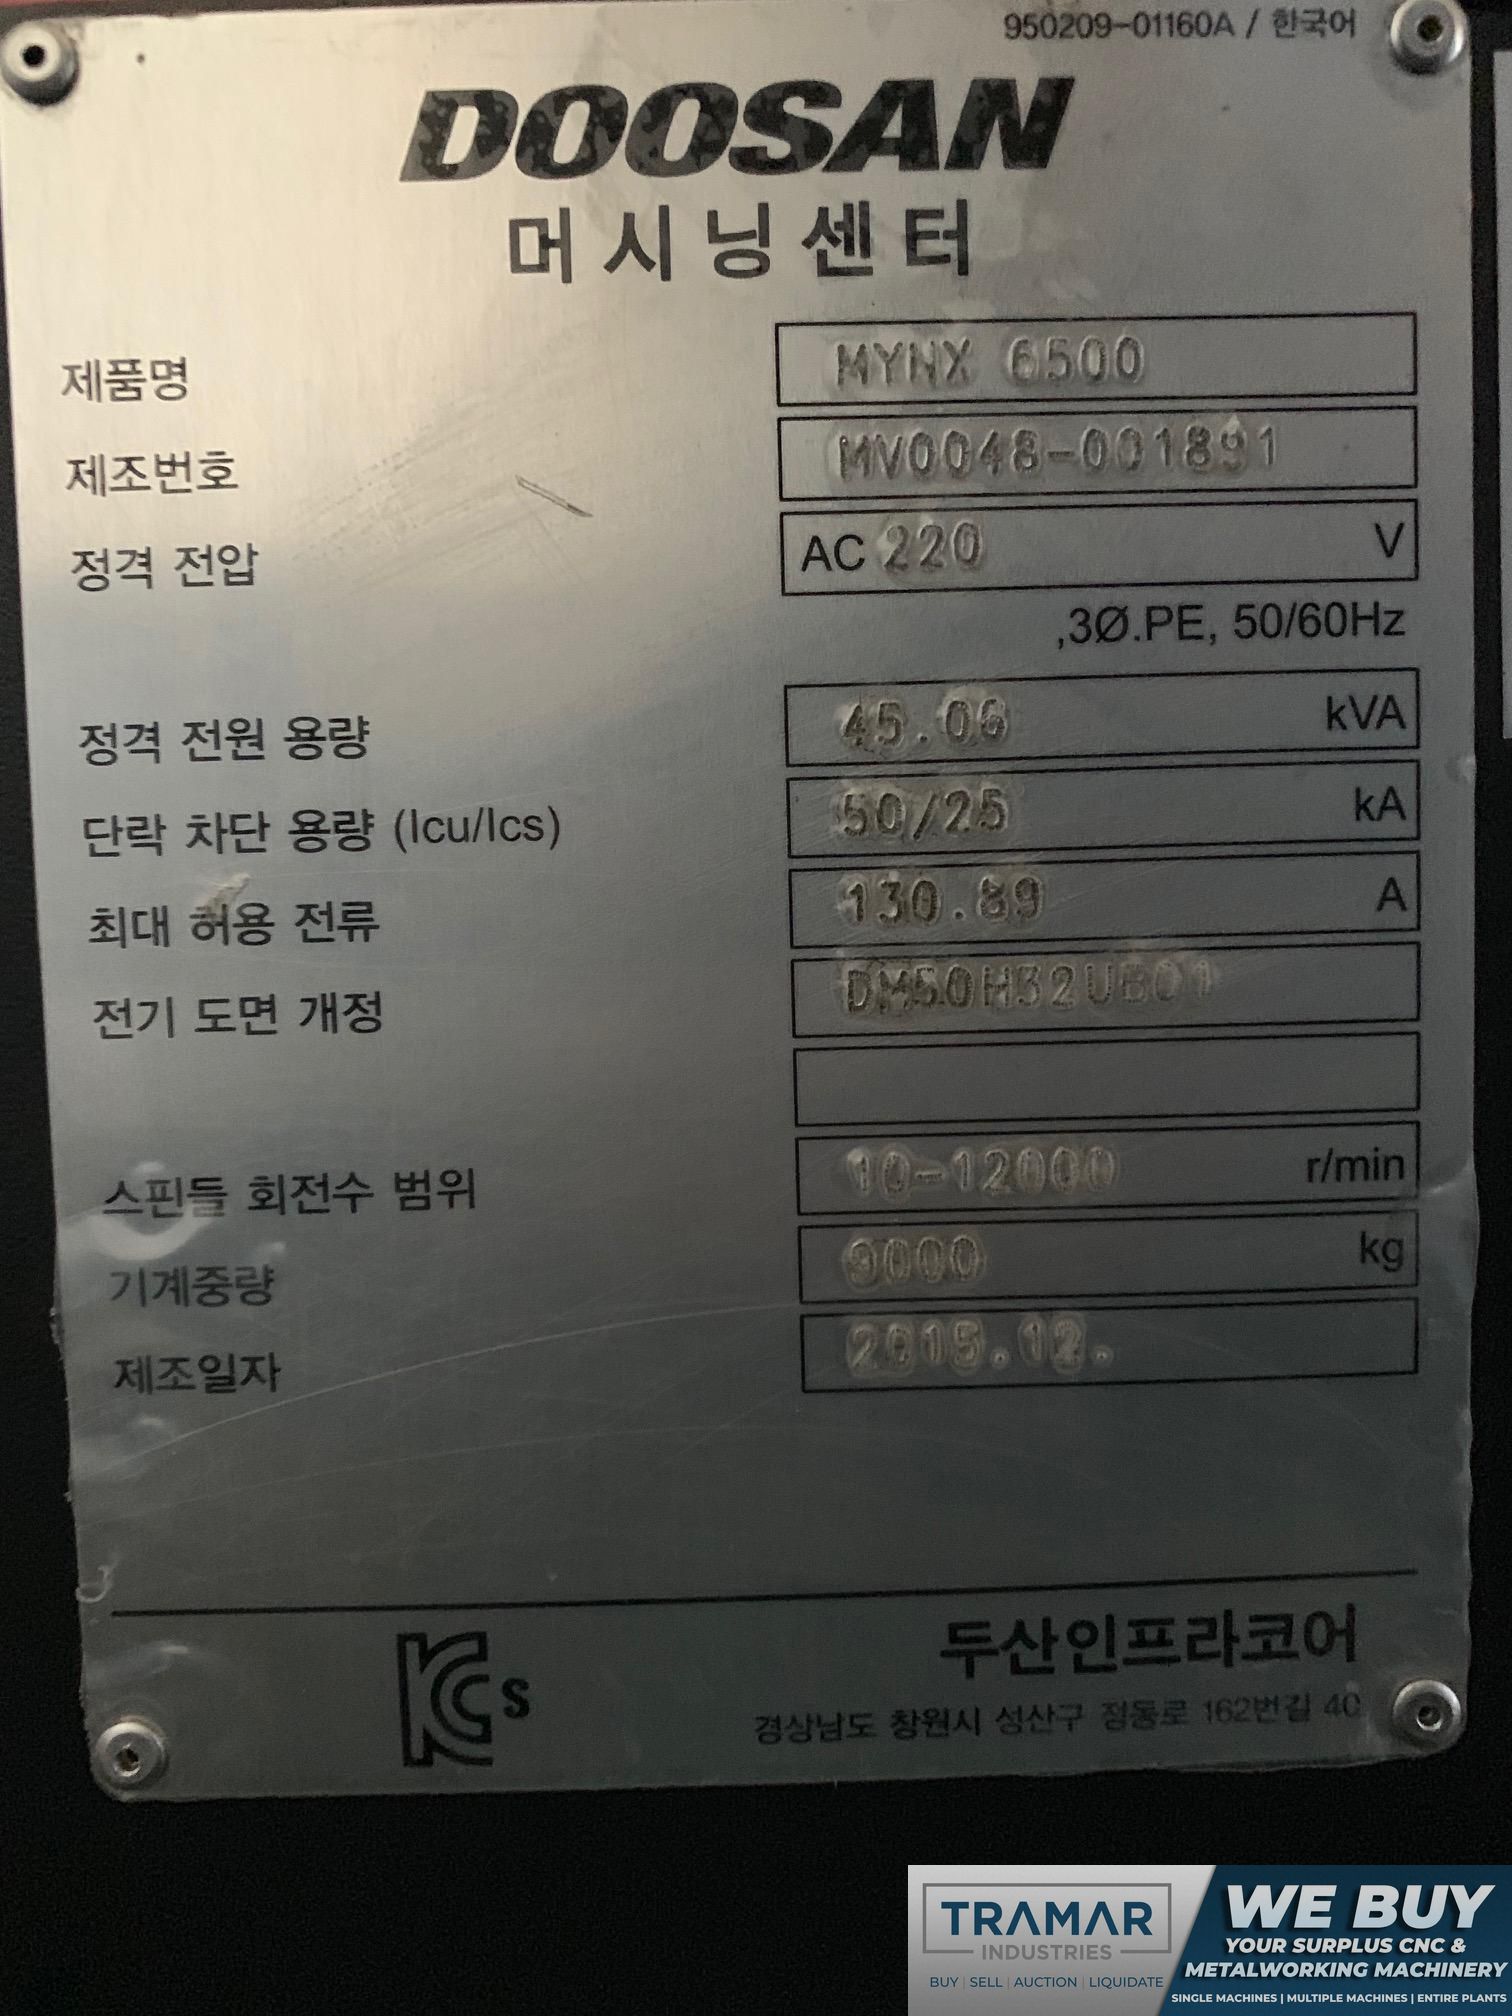 950209-01160A / 한국어
DOOSAN
머시닝센터
제품명 MYNX 6500
제조번호 MV0048-001891
정격 전압 AC 220 V
,3Ø.PE, 50/60Hz
정격 전원 용량 45.06 kVA
단락 차단 용량 (Icu/Ics) 50/25 kA
최대 허용 전류 130.89 A
전기 도면 개정
스핀들 회전수 범위 10-12000 r/min
기계중량 9000 kg
제조일자 2015.12.
KCs
두산인프라코어
경상남도 창원시 성산구 정동로 162번길 40
TRAMAR
INDUSTRIES
BUY | SELL | AUCTION | LIQUIDATE
WE BUY
YOUR SURPLUS CNC &
METALWORKING MACHINERY
SINGLE MACHINES | MULTIPLE MACHINES | ENTIRE PLANTS